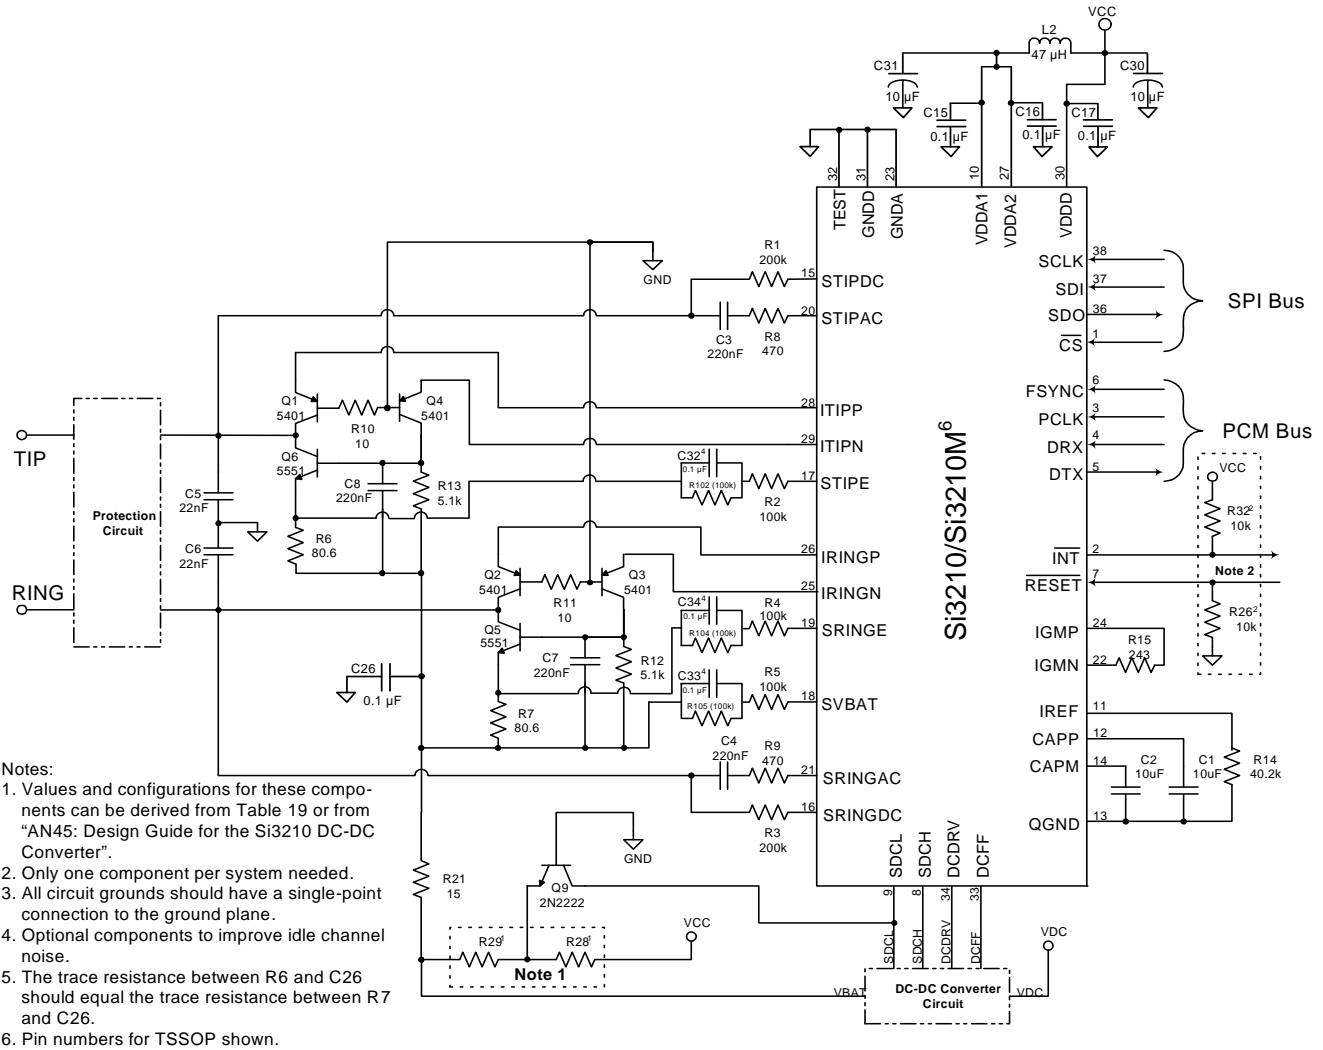 VCC
L2
47 µH
C31
10 µF
C30
10 µF
C15
0.1 µF
C16
0.1 µF
C17
0.1 µF
32
31
23
10
27
30
TEST
GNDD
GNDA
VDDA1
VDDA2
VDDD
GND
R1
200k
15
STIPDC
C3
220nF
R8
470
20
STIPAC
SCLK
38
SDI
37
SDO
36
CS
1
SPI Bus
FSYNC
6
PCLK
3
DRX
4
DTX
5
PCM Bus
Q1
5401
R10
10
Q4
5401
28
ITIPP
29
ITIPN
TIP
Q6
5551
C8
220nF
R13
5.1k
C32⁴
0.1 µF
R102 (100k)
R2
100k
17
STIPE
Protection
Circuit
C5
22nF
C6
22nF
R6
80.6
RING
Si3210/Si3210M⁶
VCC
R32²
10k
INT
2
Note 2
RESET
7
R26²
10k
26
IRINGP
Q2
5401
R11
10
Q3
5401
25
IRINGN
Q5
5551
C7
220nF
R12
5.1k
C34⁴
0.1 µF
R104 (100k)
R4
100k
19
SRINGE
IGMP
24
R15
243
IGMN
22
C26
0.1 µF
R7
80.6
C33⁴
0.1 µF
R105 (100k)
R5
100k
18
SVBAT
IREF
11
CAPP
12
CAPM
14
C2
10uF
C1
10uF
R14
40.2k
QGND
13
C4
220nF
R9
470
21
SRINGAC
16
SRINGDC
R3
200k
SDCL
SDCH
DCDRV
DCFF
9
8
34
33
GND
Q9
2N2222
R21
15
R29¹
R28¹
Note 1
VCC
SDCL
SDCH
DCDRV
DCFF
VDC
VBAT
DC-DC Converter
Circuit
VDC
Notes:
1. Values and configurations for these compo-
nents can be derived from Table 19 or from
“AN45: Design Guide for the Si3210 DC-DC
Converter”.
2. Only one component per system needed.
3. All circuit grounds should have a single-point
connection to the ground plane.
4. Optional components to improve idle channel
noise.
5. The trace resistance between R6 and C26
should equal the trace resistance between R7
and C26.
6. Pin numbers for TSSOP shown.